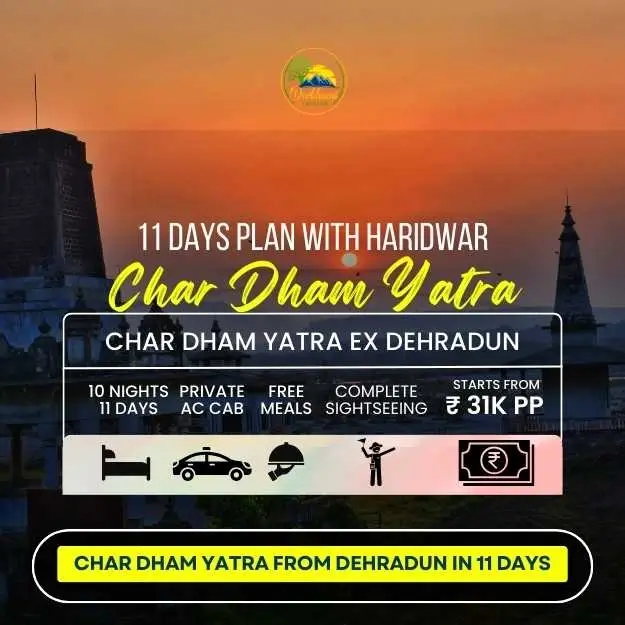 11 DAYS PLAN WITH HARIDWAR
Char Dham Yatra
CHAR DHAM YATRA EX DEHRADUN
10 NIGHTS
11 DAYS
PRIVATE
AC CAB
FREE
MEALS
COMPLETE
SIGHTSEEING
STARTS FROM
₹ 31K PP
₹
CHAR DHAM YATRA FROM DEHRADUN IN 11 DAYS